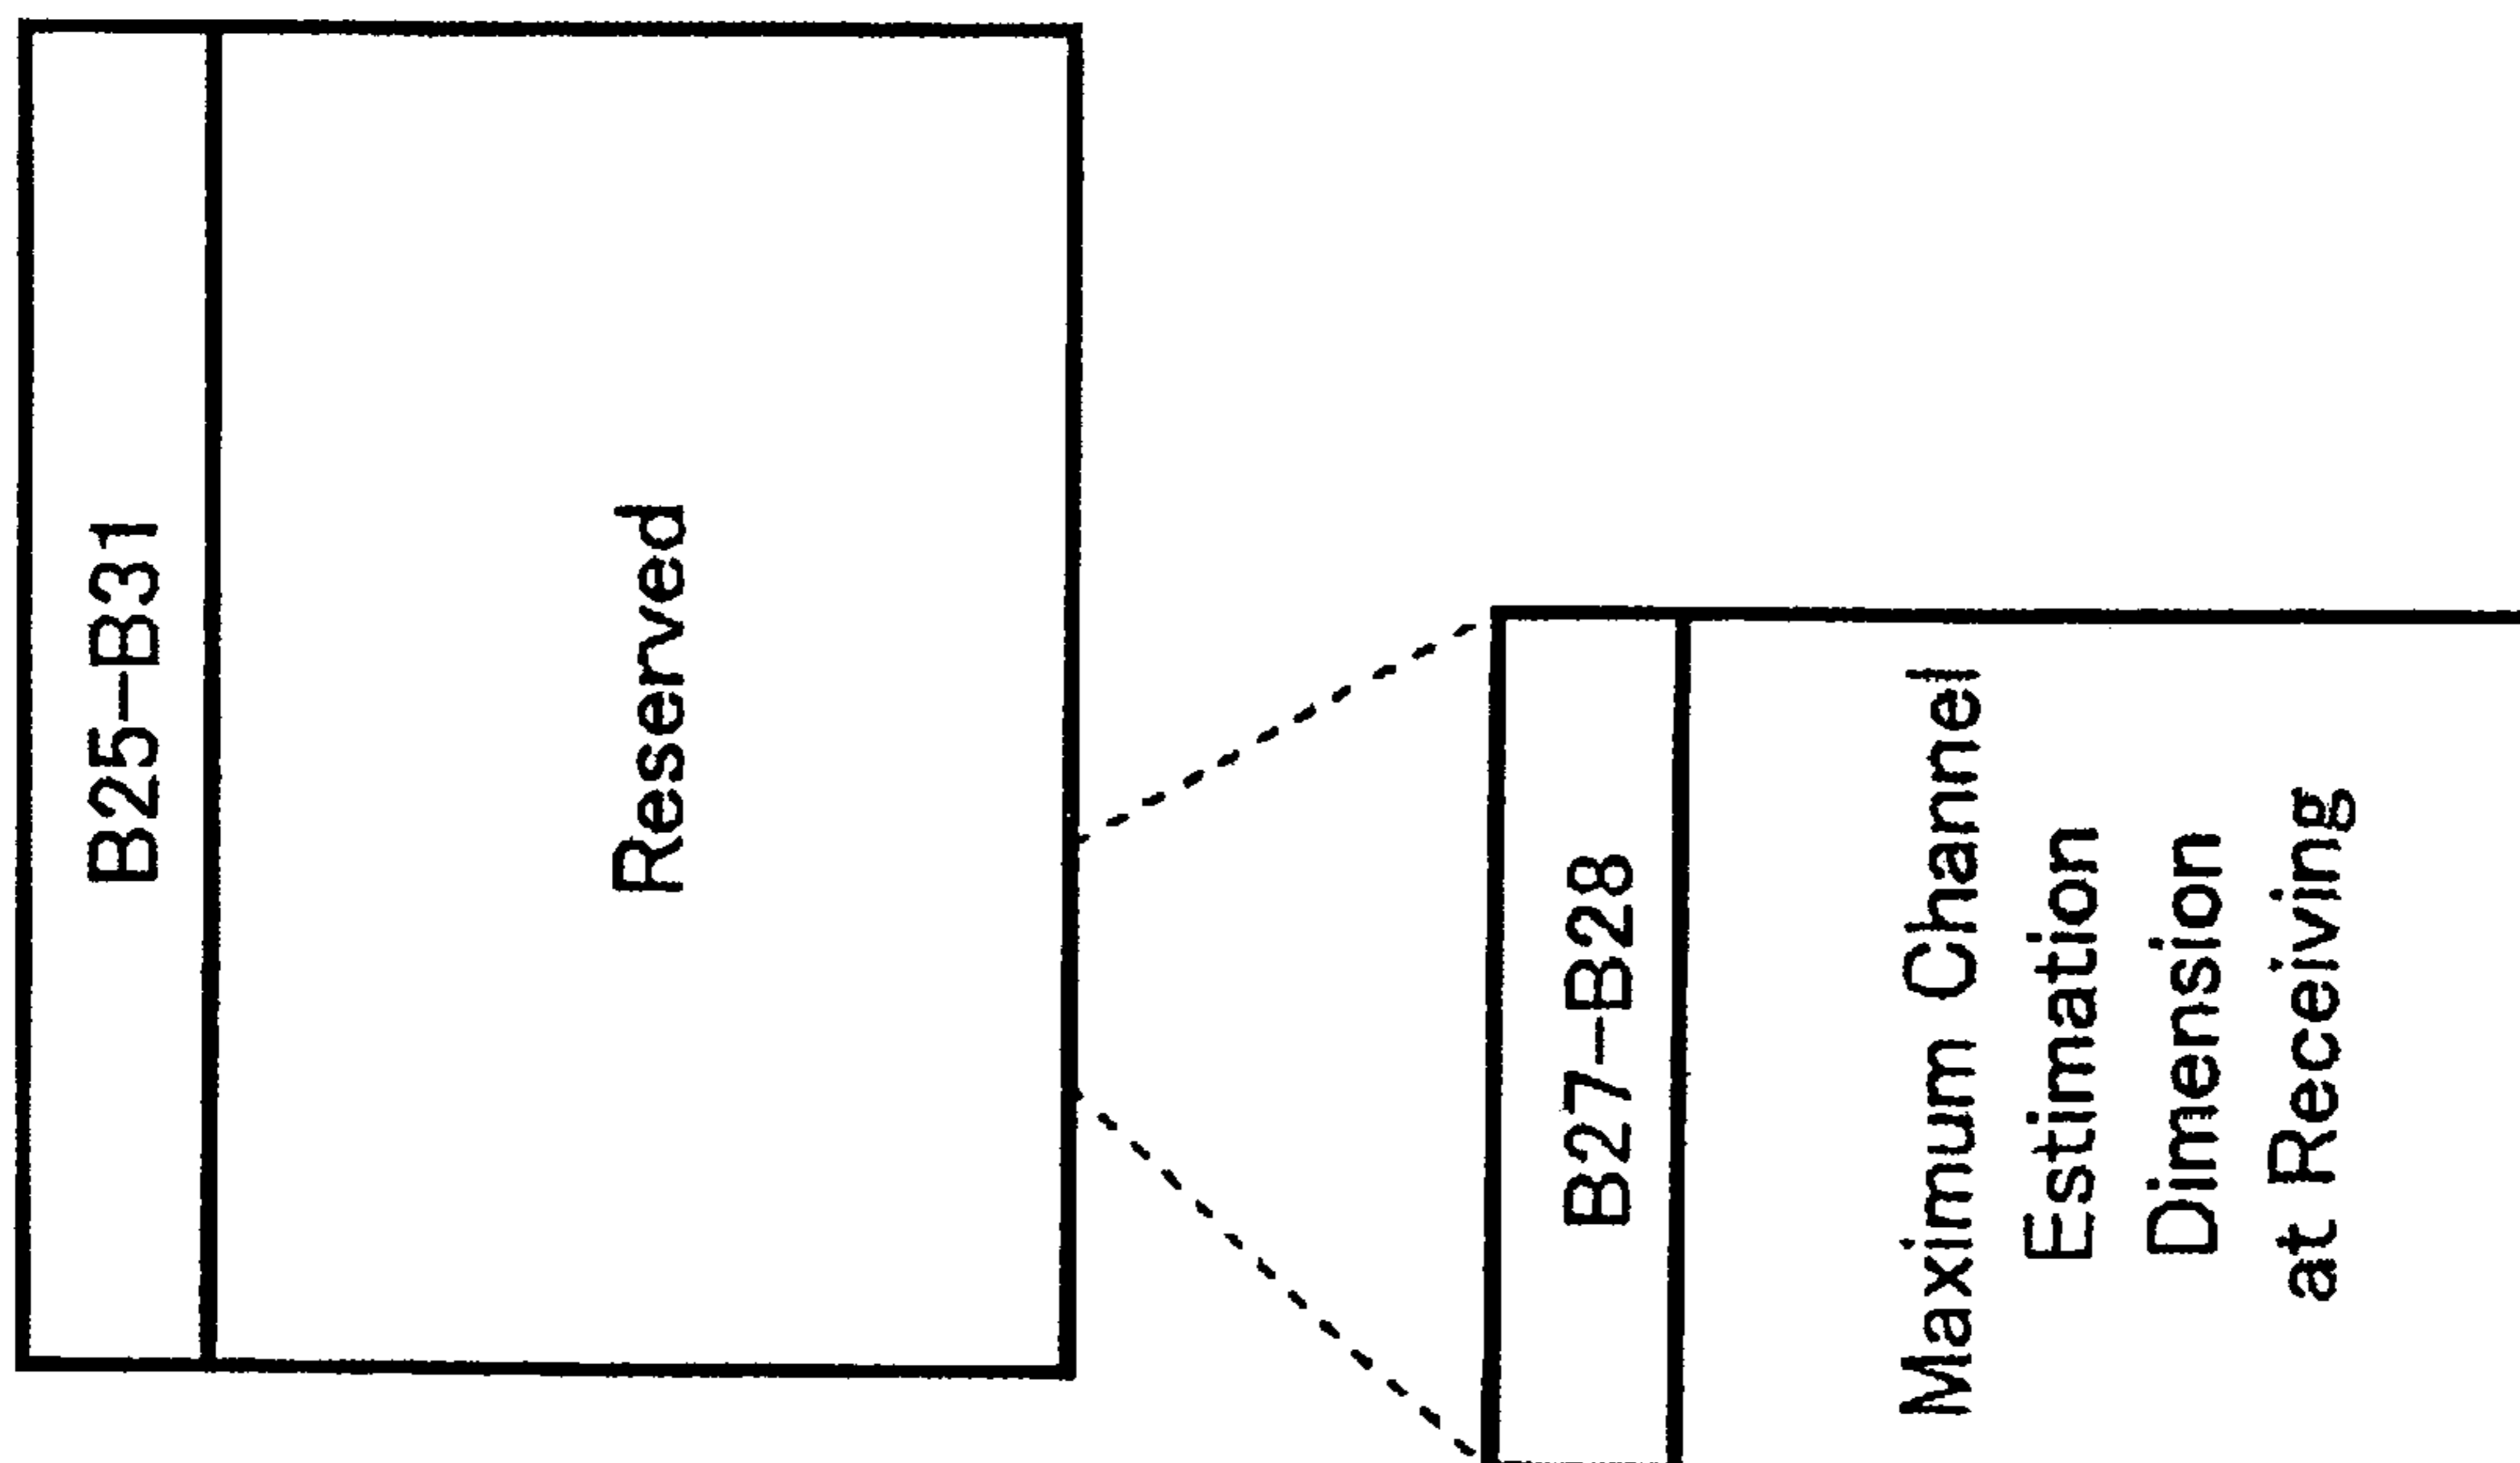 B25-B31
Reserved
B27-B28
Maximum Channel
Estimation
Dimension
at Receiving